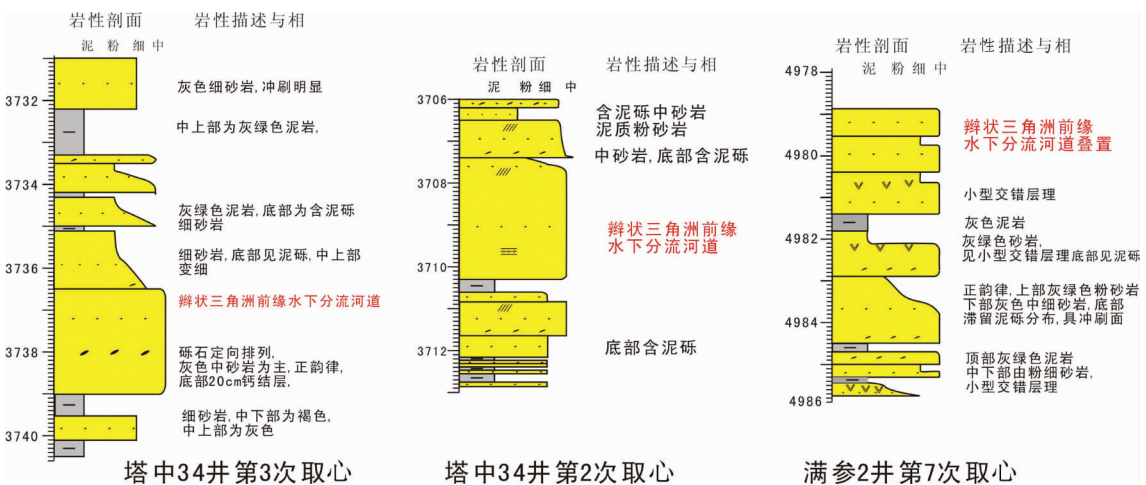 岩性剖面 岩性描述与相
泥 粉 细 中
3732
3734
3736
3738
3740
灰色细砂岩,冲刷明显
中上部为灰绿色泥岩,
灰绿色泥岩,底部为含泥砾
细砂岩
细砂岩,底部见泥砾,中上部
变细
辫状三角洲前缘水下分流河道
砾石定向排列,
灰色中砂岩为主,正韵律,
底部20cm钙结层,
细砂岩,中下部为褐色,
中上部为灰色
塔中34井第3次取心
岩性剖面 岩性描述与相
泥 粉 细 中
3706
3708
3710
3712
含泥砾中砂岩
泥质粉砂岩
中砂岩,底部含泥砾
辫状三角洲前缘
水下分流河道
底部含泥砾
塔中34井第2次取心
岩性剖面 岩性描述与相
泥 粉 细 中
4978
4980
4982
4984
4986
辫状三角洲前缘
水下分流河道叠置
小型交错层理
灰色泥岩
灰绿色砂岩,
见小型交错层理底部见泥砾
正韵律,上部灰绿色粉砂岩
下部灰色中细砂岩,底部
滞留泥砾分布,具冲刷面
顶部灰绿色泥岩
中下部由粉细砂岩,
小型交错层理
满参2井第7次取心